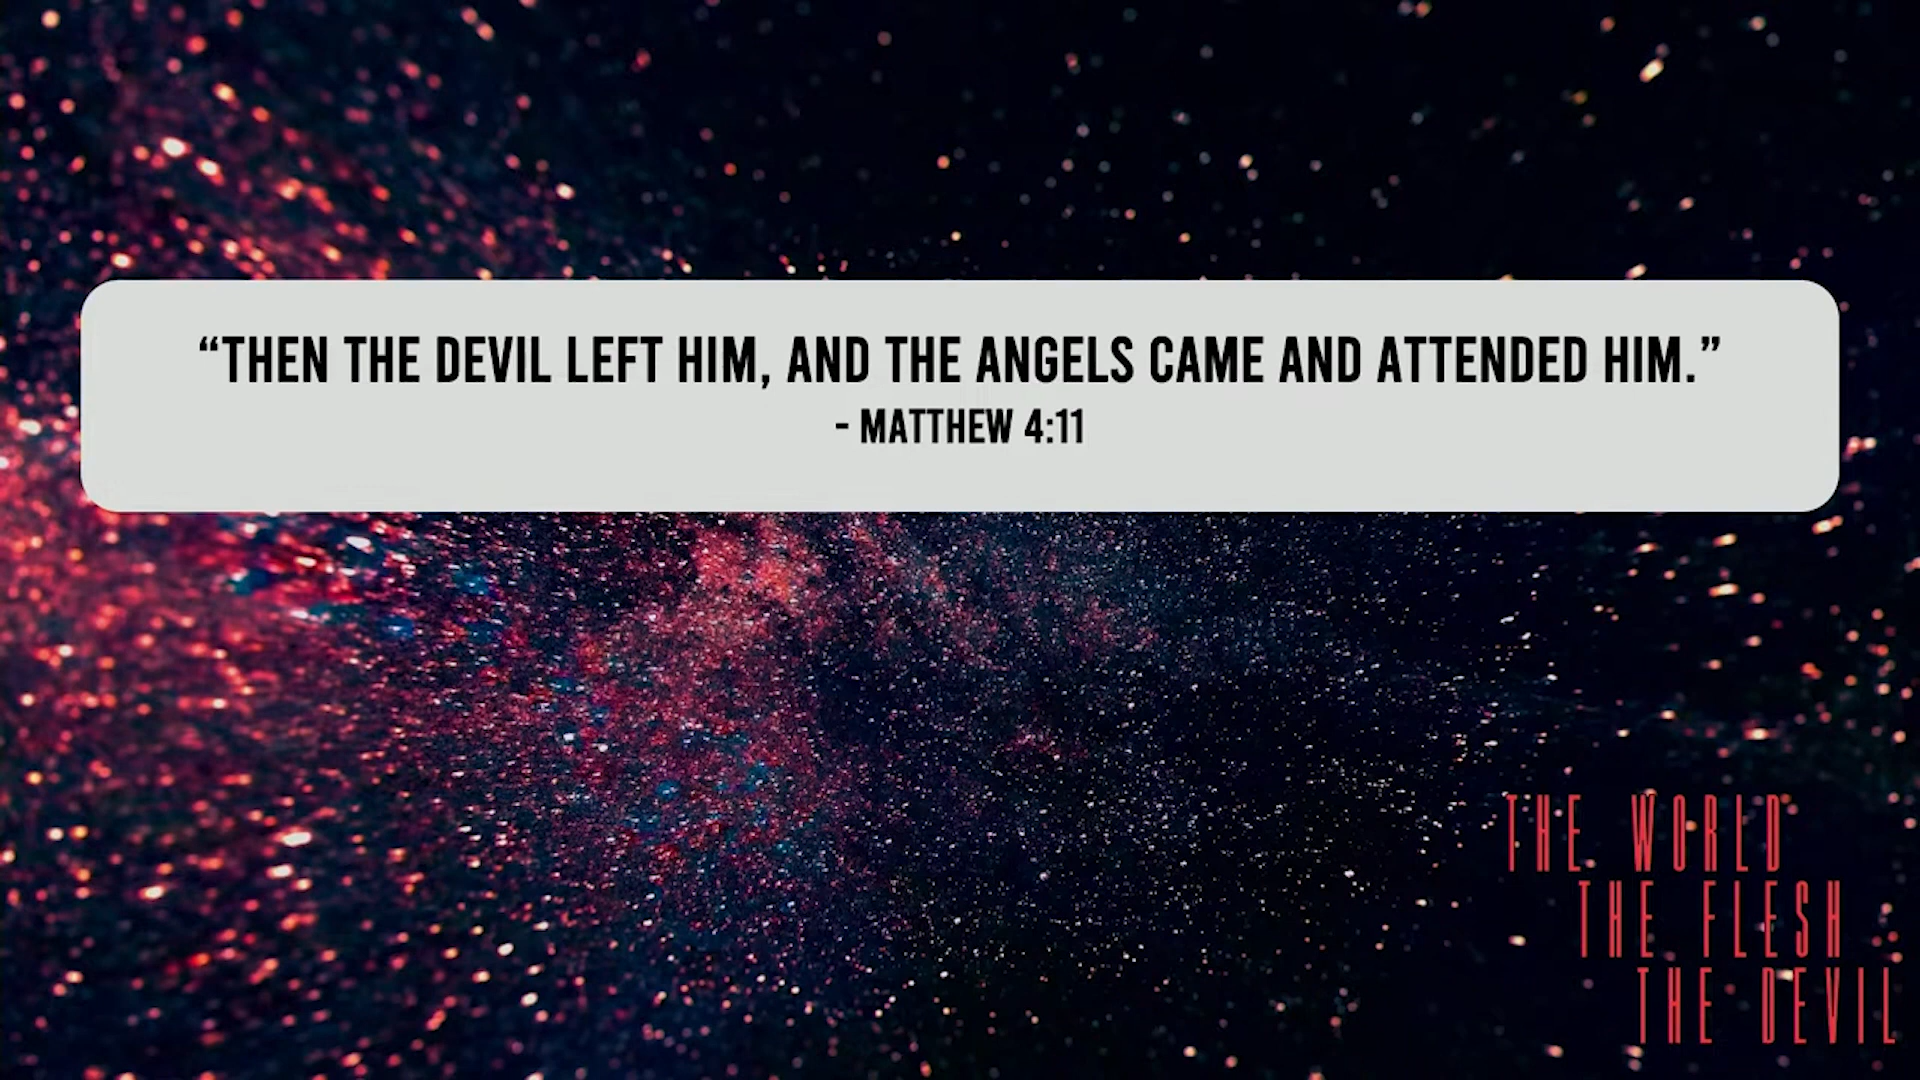 “THEN THE DEVIL LEFT HIM, AND THE ANGELS CAME AND ATTENDED HIM.”
- MATTHEW 4:11
THE WORLD
THE FLESH
THE DEVIL